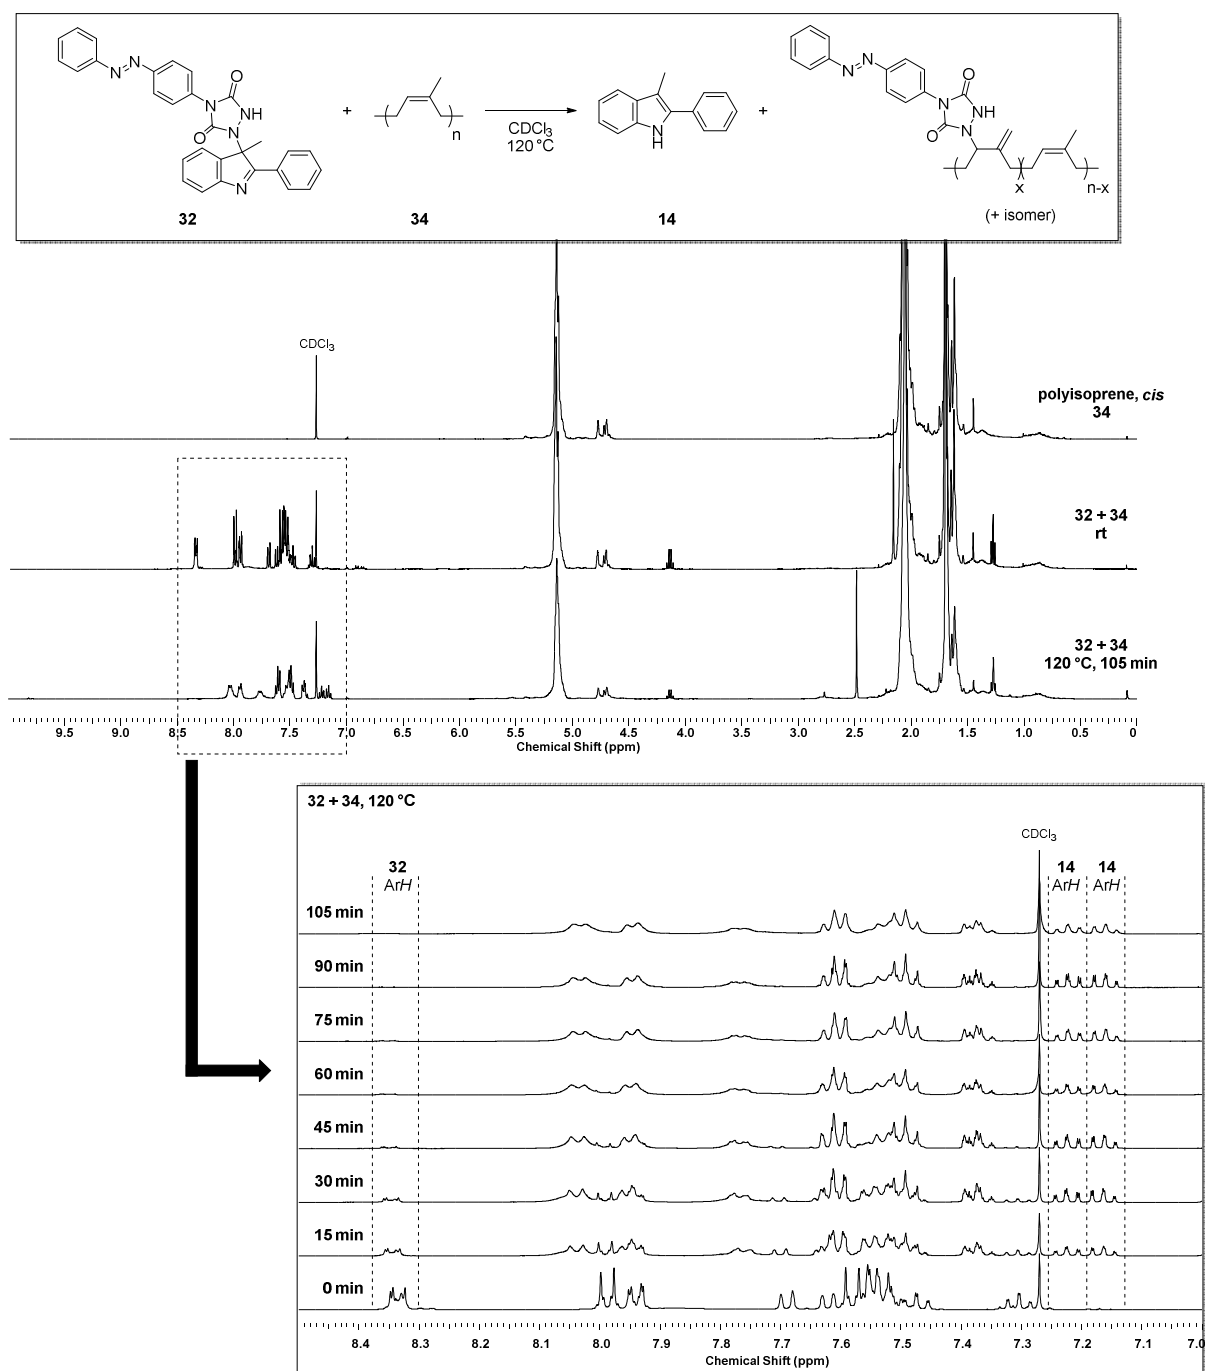 N
N
O
N
NH
O
N
N
+
n
CDCl3
120 °C
N
H
+
N
N
O
N
NH
O
N
x
n-x
32
34
14
(+ isomer)
CDCl3
polyisoprene, cis
34
32 + 34
rt
32 + 34
120 °C, 105 min
9.5 9.0 8.5 8.0 7.5 7.0 6.5 6.0 5.5 5.0 4.5 4.0 3.5 3.0 2.5 2.0 1.5 1.0 0.5 0
Chemical Shift (ppm)
32 + 34, 120 °C
CDCl3
32
ArH
14
ArH
14
ArH
105 min
90 min
75 min
60 min
45 min
30 min
15 min
0 min
8.4 8.3 8.2 8.1 8.0 7.9 7.8 7.7 7.6 7.5 7.4 7.3 7.2 7.1 7.0
Chemical Shift (ppm)